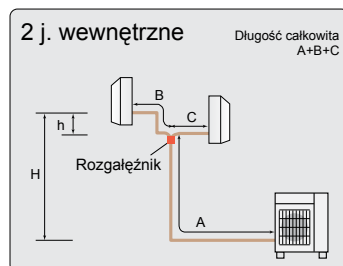 2 j. wewnętrzne
Długość całkowita
A+B+C
B
C
h
Rozgałęźnik
H
A